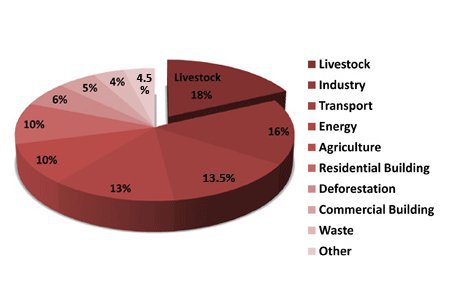 4.5
%
4%
5%
6%
10%
10%
13%
13.5%
16%
Livestock
18%
Livestock
Industry
Transport
Energy
Agriculture
Residential Building
Deforestation
Commercial Building
Waste
Other